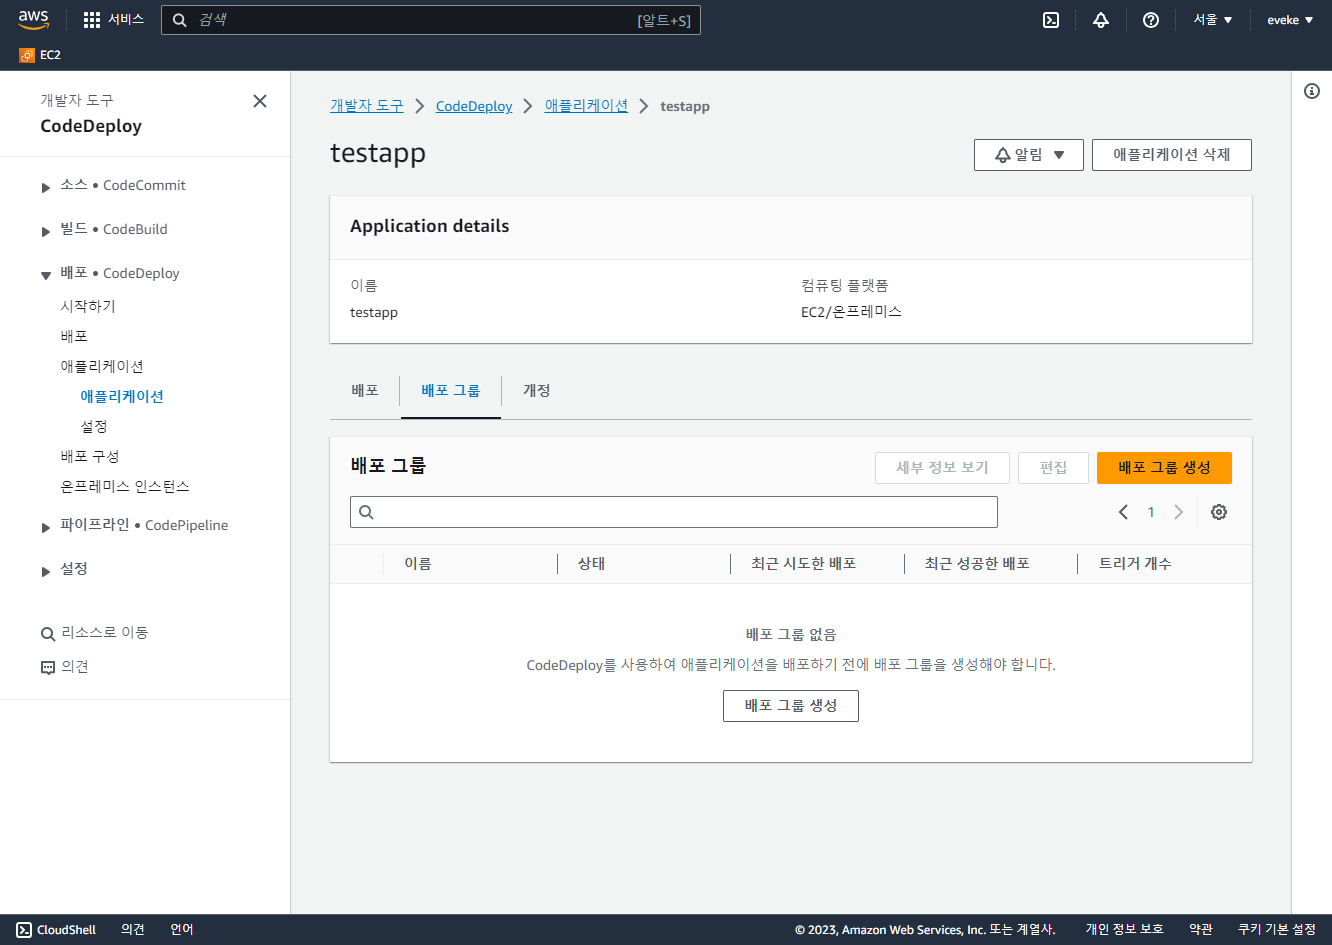 aws 서비스 검색 [알트+S] 서울 ▼ eveke ▼
EC2
개발자 도구
CodeDeploy
소스 • CodeCommit
빌드 • CodeBuild
배포 • CodeDeploy
시작하기
배포
애플리케이션
애플리케이션
설정
배포 구성
온프레미스 인스턴스
파이프라인 • CodePipeline
설정
리소스로 이동
의견
개발자 도구 > CodeDeploy > 애플리케이션 > testapp
testapp
알림 ▼ 애플리케이션 삭제
Application details
이름 컴퓨팅 플랫폼
testapp EC2/온프레미스
배포 배포 그룹 개정
배포 그룹 세부 정보 보기 편집 배포 그룹 생성
1
이름 상태 최근 시도한 배포 최근 성공한 배포 트리거 개수
배포 그룹 없음
CodeDeploy를 사용하여 애플리케이션을 배포하기 전에 배포 그룹을 생성해야 합니다.
배포 그룹 생성
CloudShell 의견 언어 © 2023, Amazon Web Services, Inc. 또는 계열사. 개인 정보 보호 약관 쿠키 기본 설정